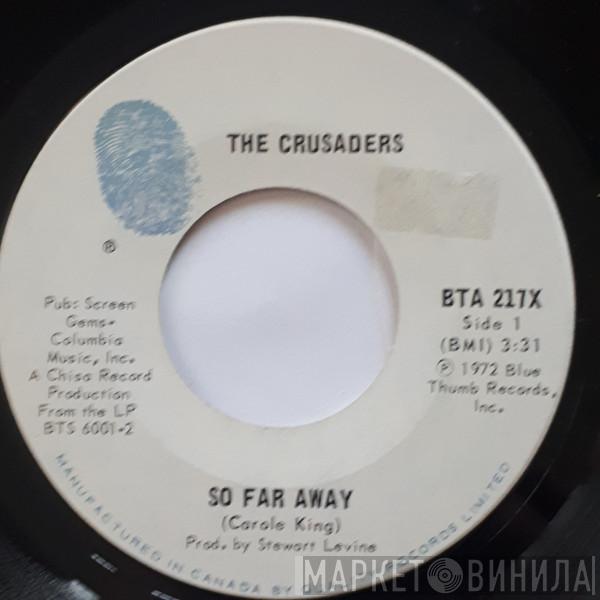 THE CRUSADERS
®
BTA 217X
Side 1
(BMI) 3:31
℗ 1972 Blue
Thumb Records,
Inc.
Pub: Screen
Gems-
Columbia
Music, Inc.
A Chisa Record
Production
From the LP
BTS 6001-2
SO FAR AWAY
(Carole King)
Prod. by Stewart Levine
MANUFACTURED IN CANADA BY RECORDS LIMITED
МАРКЕТ ВИНИЛА